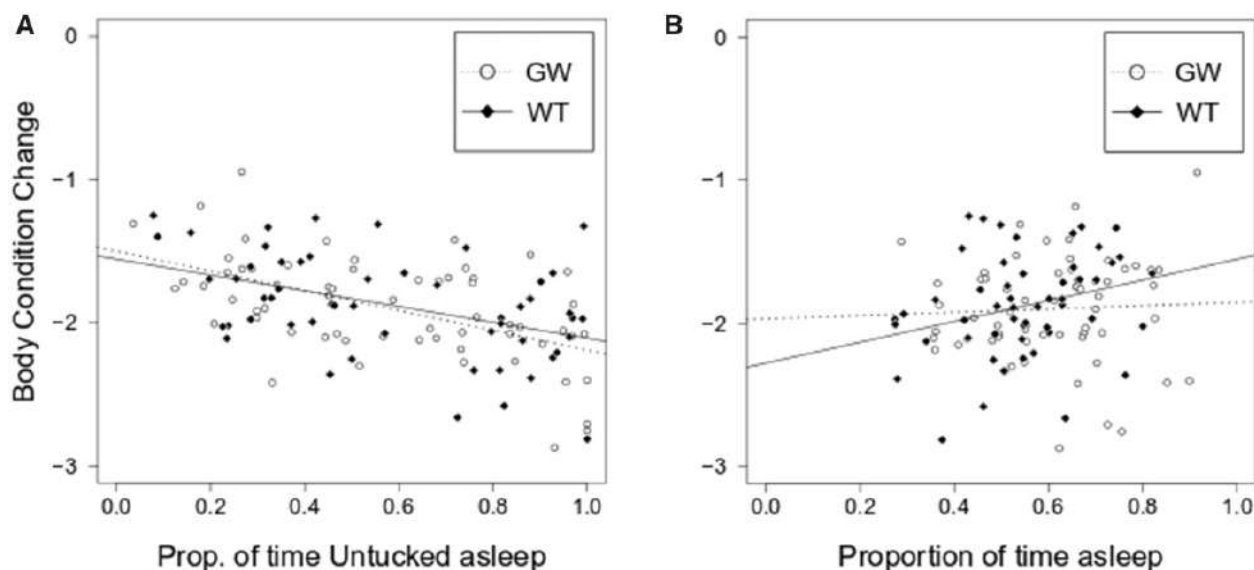 A
0
−1
−2
−3
Body Condition Change
GW
WT
0.0 0.2 0.4 0.6 0.8 1.0
Prop. of time Untucked asleep
B
0
−1
−2
−3
GW
WT
0.0 0.2 0.4 0.6 0.8 1.0
Proportion of time asleep